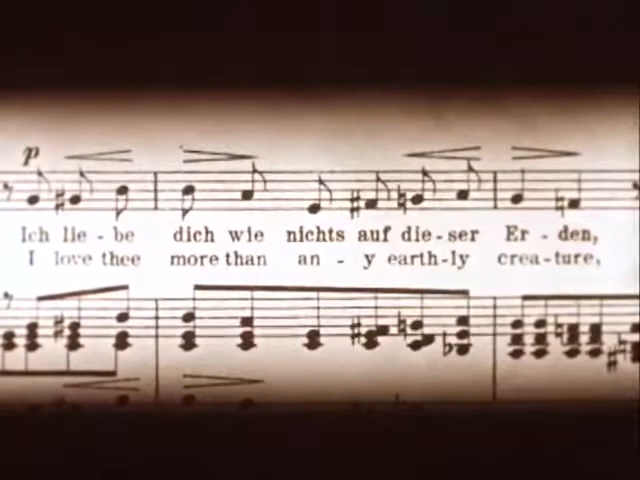 p
Ich lie - be dich wie nichts auf die - ser Er - den,
I love thee more than an - y earth - ly crea - ture,